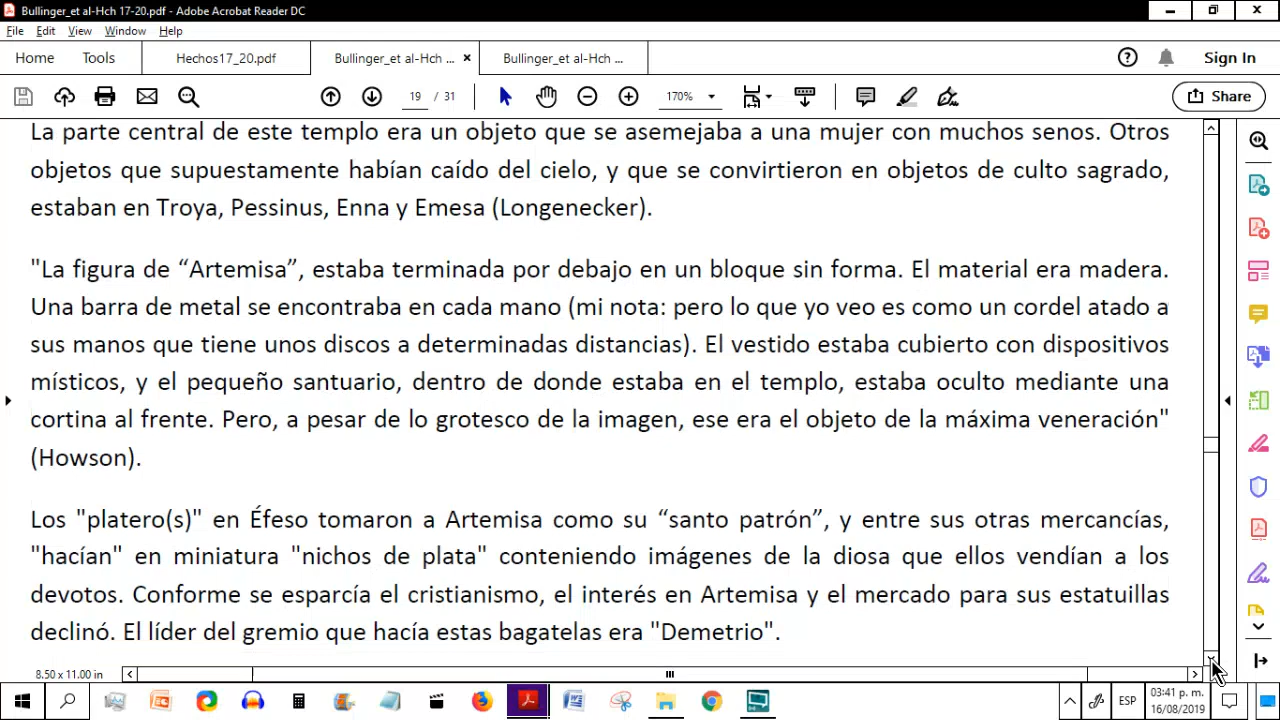 Bullinger_et al-Hch 17-20.pdf - Adobe Acrobat Reader DC
File Edit View Window Help
Home Tools Hechos17_20.pdf Bullinger_et al-Hch ... × Bullinger_et al-Hch ... Sign In
19 / 31 170% Share
La parte central de este templo era un objeto que se asemejaba a una mujer con muchos senos. Otros
objetos que supuestamente habían caído del cielo, y que se convirtieron en objetos de culto sagrado,
estaban en Troya, Pessinus, Enna y Emesa (Longenecker).
"La figura de “Artemisa”, estaba terminada por debajo en un bloque sin forma. El material era madera.
Una barra de metal se encontraba en cada mano (mi nota: pero lo que yo veo es como un cordel atado a
sus manos que tiene unos discos a determinadas distancias). El vestido estaba cubierto con dispositivos
místicos, y el pequeño santuario, dentro de donde estaba en el templo, estaba oculto mediante una
cortina al frente. Pero, a pesar de lo grotesco de la imagen, ese era el objeto de la máxima veneración"
(Howson).
Los "platero(s)" en Éfeso tomaron a Artemisa como su “santo patrón”, y entre sus otras mercancías,
"hacían" en miniatura "nichos de plata" conteniendo imágenes de la diosa que ellos vendían a los
devotos. Conforme se esparcía el cristianismo, el interés en Artemisa y el mercado para sus estatuillas
declinó. El líder del gremio que hacía estas bagatelas era "Demetrio".
8.50 x 11.00 in
ESP 03:41 p. m.
16/08/2019